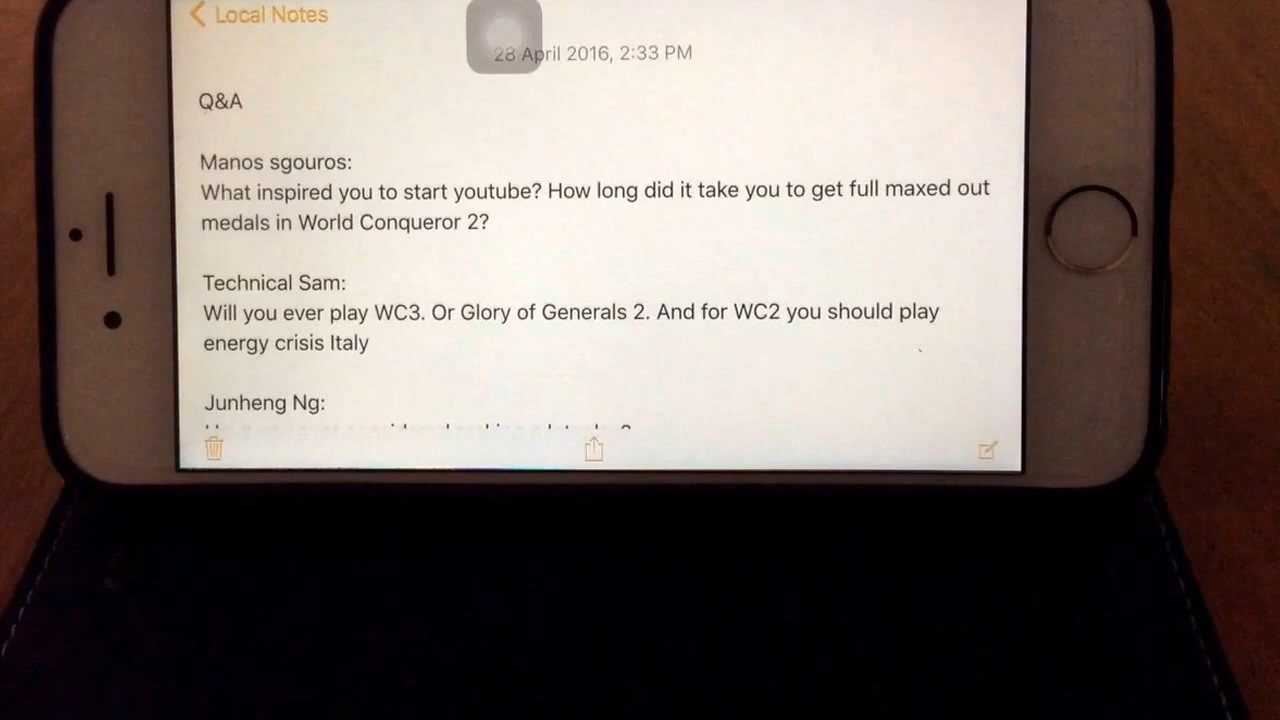 Local Notes
28 April 2016, 2:33 PM
Q&A
Manos sgouros:
What inspired you to start youtube? How long did it take you to get full maxed out
medals in World Conqueror 2?
Technical Sam:
Will you ever play WC3. Or Glory of Generals 2. And for WC2 you should play
energy crisis Italy
Junheng Ng: